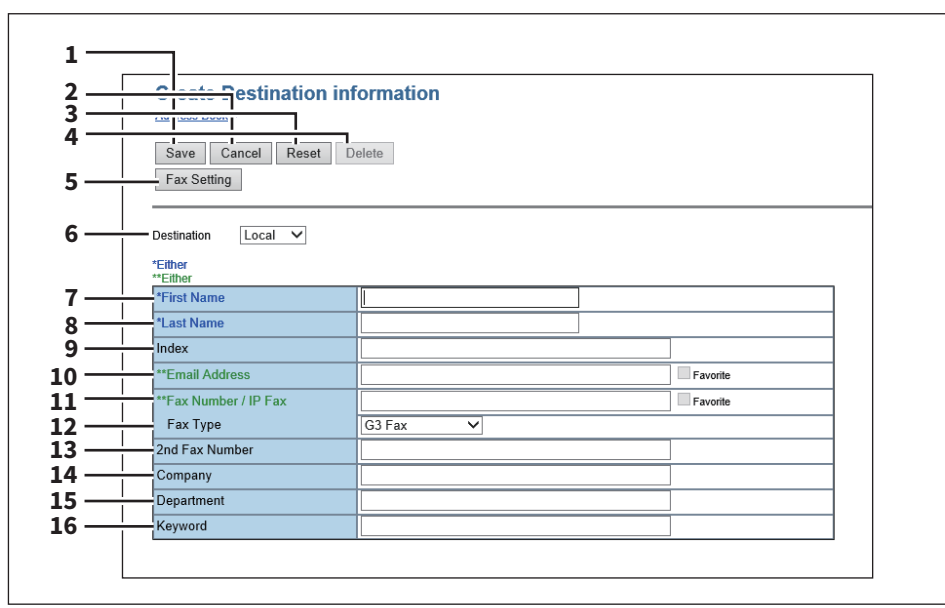 1
2
3
4
5
6
7
8
9
10
11
12
13
14
15
16
Create Destination information
Address Book
Save Cancel Reset Delete
Fax Setting
Destination Local
*Either
**Either
*First Name
*Last Name
Index
**Email Address Favorite
**Fax Number / IP Fax Favorite
Fax Type G3 Fax
2nd Fax Number
Company
Department
Keyword